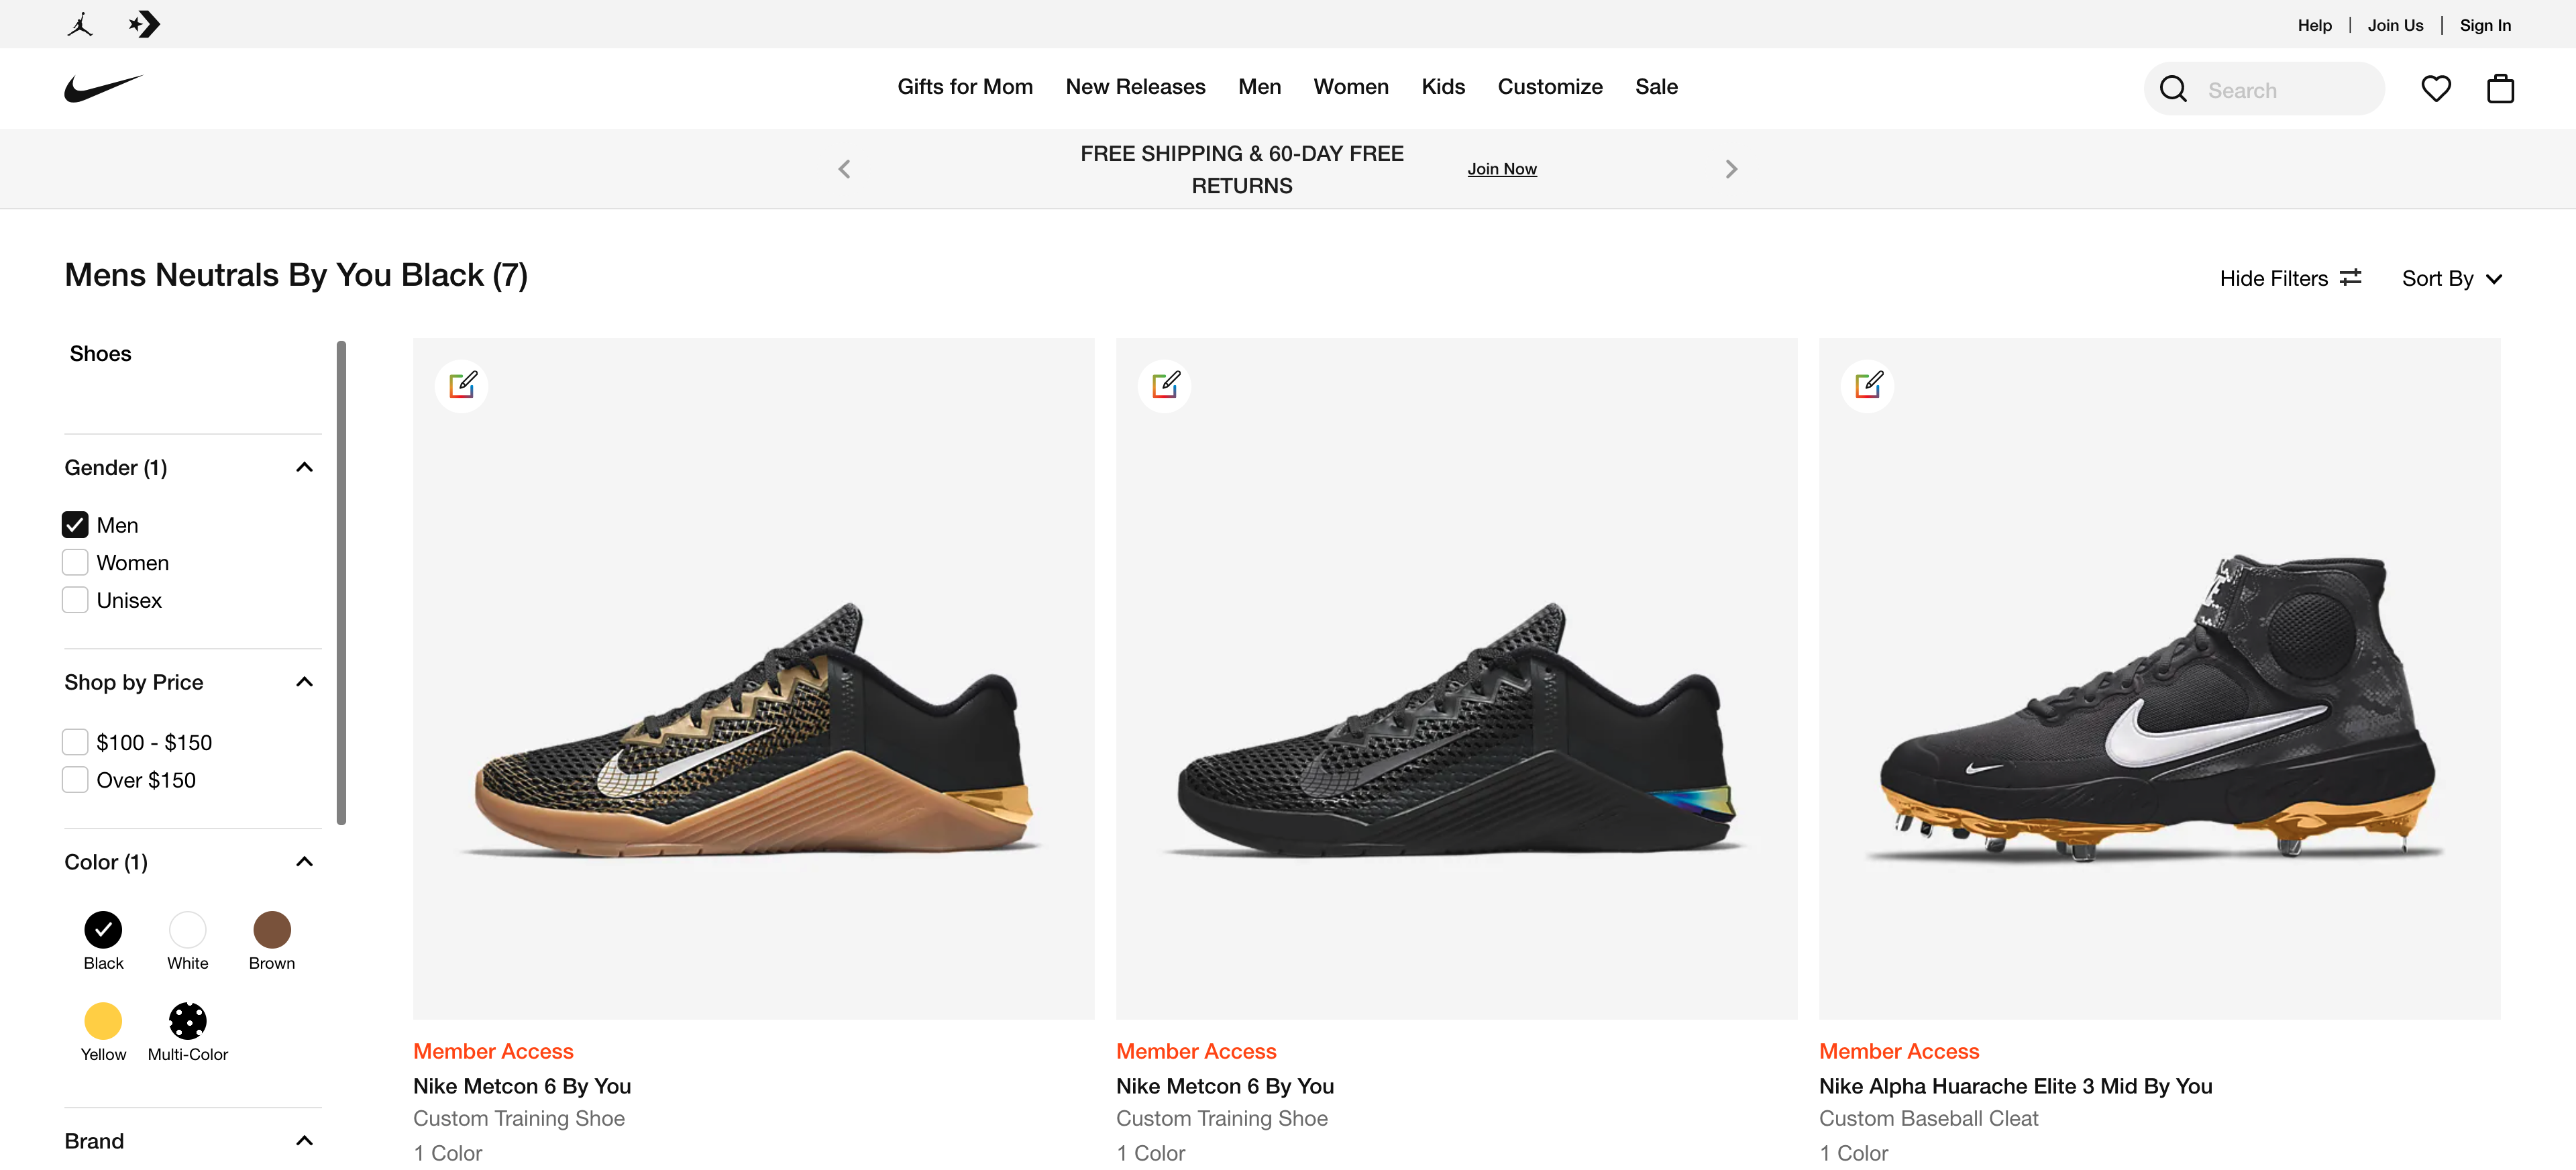 Help | Join Us | Sign In
Gifts for Mom New Releases Men Women Kids Customize Sale
Search
FREE SHIPPING & 60-DAY FREE
RETURNS
Join Now
Mens Neutrals By You Black (7)
Hide Filters
Sort By
Shoes
Gender (1)
Men
Women
Unisex
Shop by Price
$100 - $150
Over $150
Color (1)
Black White Brown
Yellow Multi-Color
Brand
Member Access
Nike Metcon 6 By You
Custom Training Shoe
1 Color
Member Access
Nike Metcon 6 By You
Custom Training Shoe
1 Color
Member Access
Nike Alpha Huarache Elite 3 Mid By You
Custom Baseball Cleat
1 Color